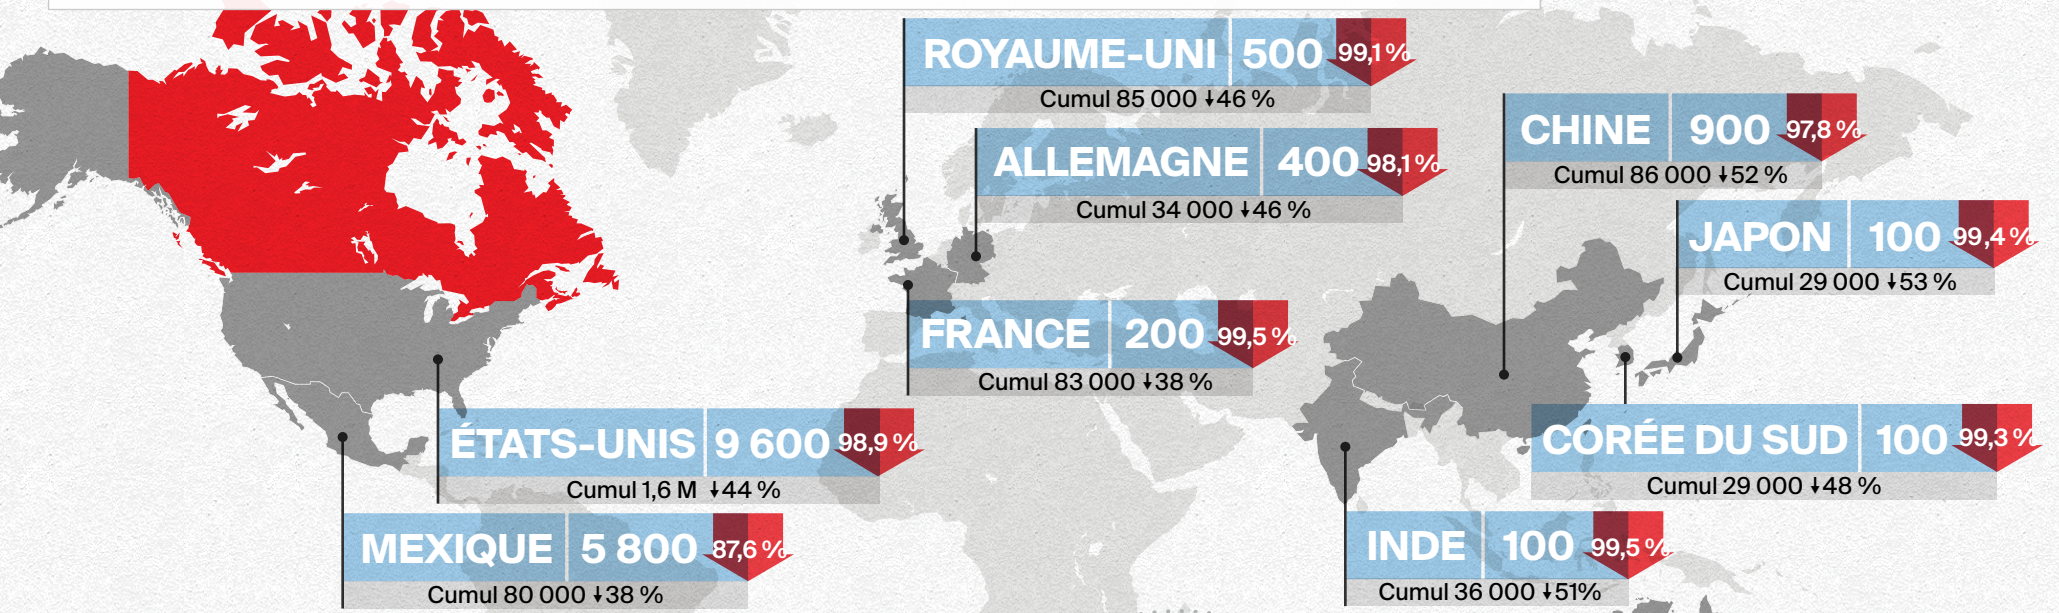 ROYAUME-UNI 500 99,1 %
Cumul 85 000 ↓46 %
ALLEMAGNE 400 98,1 %
Cumul 34 000 ↓46 %
CHINE 900 97,8 %
Cumul 86 000 ↓52 %
JAPON 100 99,4 %
Cumul 29 000 ↓53 %
FRANCE 200 99,5 %
Cumul 83 000 ↓38 %
ÉTATS-UNIS 9 600 98,9 %
Cumul 1,6 M ↓44 %
CORÉE DU SUD 100 99,3 %
Cumul 29 000 ↓48 %
MEXIQUE 5 800 87,6 %
Cumul 80 000 ↓38 %
INDE 100 99,5 %
Cumul 36 000 ↓51%